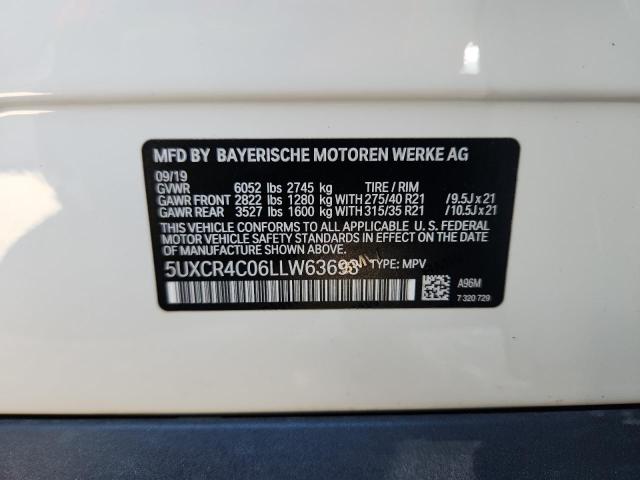 MFD BY BAYERISCHE MOTOREN WERKE AG
09/19
GVWR 6052 lbs 2745 kg TIRE / RIM
GAWR FRONT 2822 lbs 1280 kg WITH 275/40 R21 / 9.5J x 21
GAWR REAR 3527 lbs 1600 kg WITH 315/35 R21 / 10.5J x 21
THIS VEHICLE CONFORMS TO ALL APPLICABLE U. S. FEDERAL
MOTOR VEHICLE SAFETY STANDARDS IN EFFECT ON THE
DATE OF MANUFACTURE SHOWN ABOVE.
5UXCR4C06LLW63693 TYPE: MPV
A96M
7 320 729